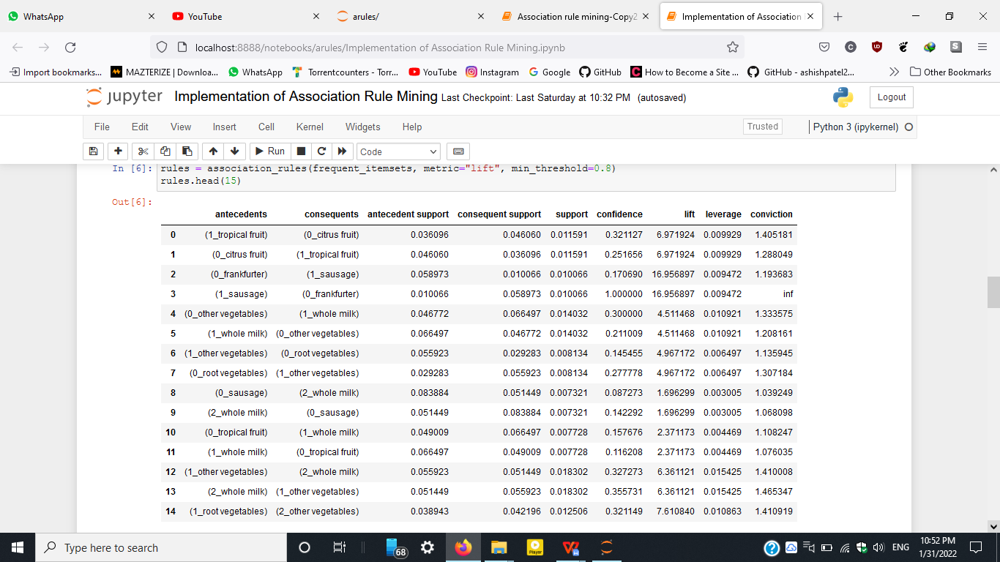 WhatsApp YouTube arules/ Association rule mining-Copy2 Implementation of Association
localhost:8888/notebooks/arules/Implementation of Association Rule Mining.ipynb
Import bookmarks... MAZTERIZE | Downloa... WhatsApp Torrentcounters - Torr... YouTube Instagram Google GitHub How to Become a Site ... GitHub - ashishpatel2... Other Bookmarks
jupyter Implementation of Association Rule Mining Last Checkpoint: Last Saturday at 10:32 PM (autosaved) Logout
File Edit View Insert Cell Kernel Widgets Help Trusted Python 3 (ipykernel)
Run Code
In [6]: rules = association_rules(frequent_itemsets, metric="lift", min_threshold=0.8)
rules.head(15)
Out[6]:
antecedents consequents antecedent support consequent support support confidence lift leverage conviction
0 (1_tropical fruit) (0_citrus fruit) 0.036096 0.046060 0.011591 0.321127 6.971924 0.009929 1.405181
1 (0_citrus fruit) (1_tropical fruit) 0.046060 0.036096 0.011591 0.251656 6.971924 0.009929 1.288049
2 (0_frankfurter) (1_sausage) 0.058973 0.010066 0.010066 0.170690 16.956897 0.009472 1.193683
3 (1_sausage) (0_frankfurter) 0.010066 0.058973 0.010066 1.000000 16.956897 0.009472 inf
4 (0_other vegetables) (1_whole milk) 0.046772 0.066497 0.014032 0.300000 4.511468 0.010921 1.333575
5 (1_whole milk) (0_other vegetables) 0.066497 0.046772 0.014032 0.211009 4.511468 0.010921 1.208161
6 (1_other vegetables) (0_root vegetables) 0.055923 0.029283 0.008134 0.145455 4.967172 0.006497 1.135945
7 (0_root vegetables) (1_other vegetables) 0.029283 0.055923 0.008134 0.277778 4.967172 0.006497 1.307184
8 (0_sausage) (2_whole milk) 0.083884 0.051449 0.007321 0.087273 1.696299 0.003005 1.039249
9 (2_whole milk) (0_sausage) 0.051449 0.083884 0.007321 0.142292 1.696299 0.003005 1.068098
10 (0_tropical fruit) (1_whole milk) 0.049009 0.066497 0.007728 0.157676 2.371173 0.004469 1.108247
11 (1_whole milk) (0_tropical fruit) 0.066497 0.049009 0.007728 0.116208 2.371173 0.004469 1.076035
12 (1_other vegetables) (2_whole milk) 0.055923 0.051449 0.018302 0.327273 6.361121 0.015425 1.410008
13 (2_whole milk) (1_other vegetables) 0.051449 0.055923 0.018302 0.355731 6.361121 0.015425 1.465347
14 (1_root vegetables) (2_other vegetables) 0.038943 0.042196 0.012506 0.321149 7.610840 0.010863 1.410919
Type here to search 68 Player ENG 10:52 PM
1/31/2022